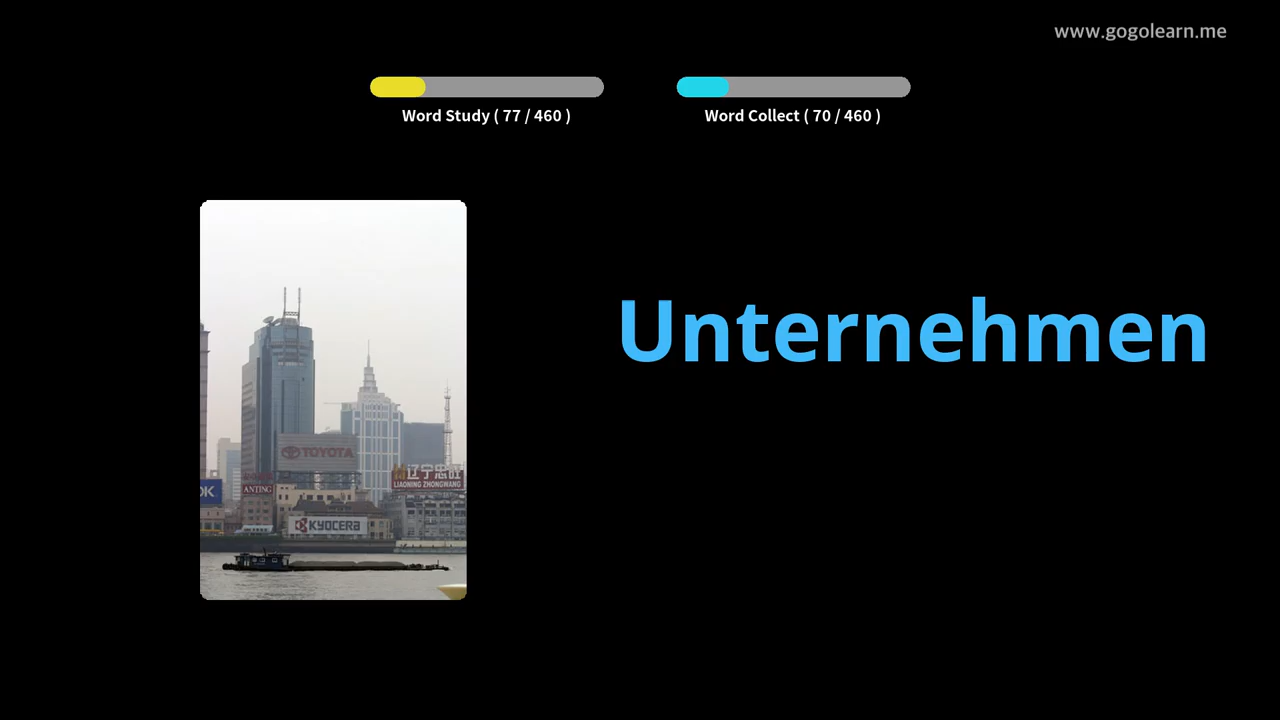 www.gogolearn.me
Word Study ( 77 / 460 )
Word Collect ( 70 / 460 )
Unternehmen
TOYOTA
辽宁忠旺
LIAONING ZHONGWANG
OK
ANTING
KYOCERA